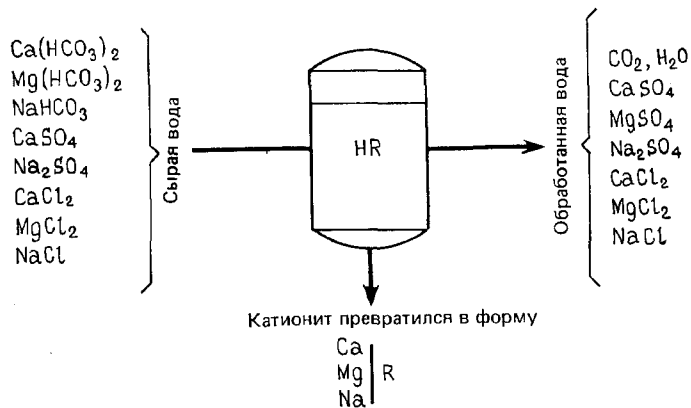 Ca(HCO₃)₂
Mg(HCO₃)₂
NaHCO₃
CaSO₄
Na₂SO₄
CaCl₂
MgCl₂
NaCl
Сырая вода
HR
Обработанная вода
CO₂, H₂O
CaSO₄
MgSO₄
Na₂SO₄
CaCl₂
MgCl₂
NaCl
Катионит превратился в форму
Ca
Mg R
Na